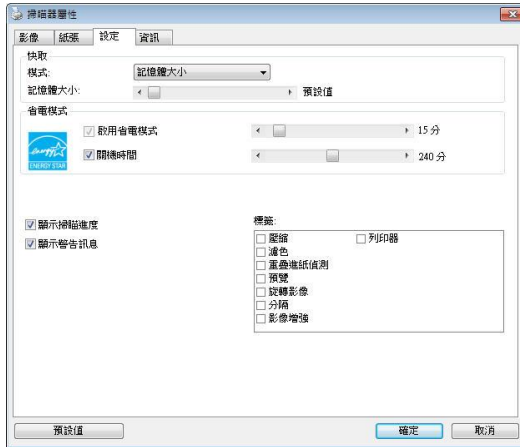 掃瞄器屬性
影像 紙張 設定 資訊
快取
模式: 記憶體大小
記憶體大小: 預設值
省電模式
啟用省電模式 15 分
關機時間 240 分
ENERGY STAR
顯示掃瞄進度
顯示警告訊息
標籤:
壓縮 列印器
濾色
重疊進紙偵測
預覽
旋轉影像
分隔
影像增強
預設值 確定 取消